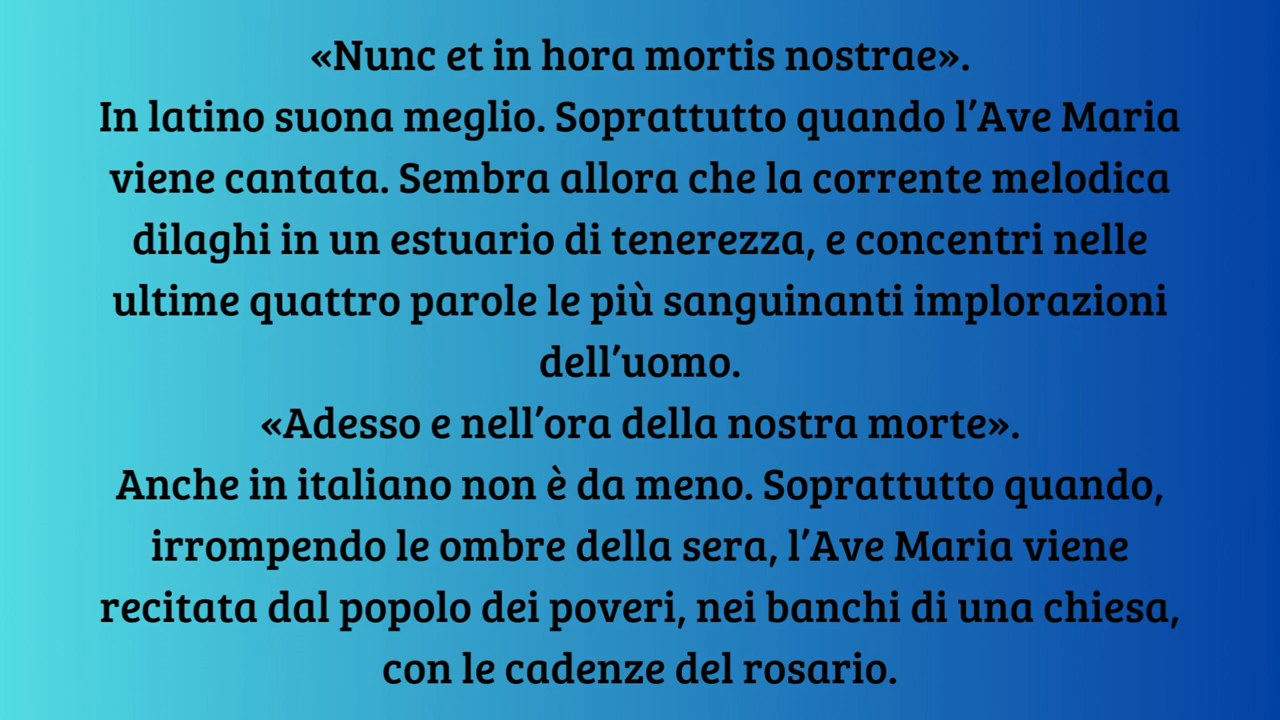 «Nunc et in hora mortis nostrae».
In latino suona meglio. Soprattutto quando l’Ave Maria
viene cantata. Sembra allora che la corrente melodica
dilaghi in un estuario di tenerezza, e concentri nelle
ultime quattro parole le più sanguinanti implorazioni
dell’uomo.
«Adesso e nell’ora della nostra morte».
Anche in italiano non è da meno. Soprattutto quando,
irrompendo le ombre della sera, l’Ave Maria viene
recitata dal popolo dei poveri, nei banchi di una chiesa,
con le cadenze del rosario.